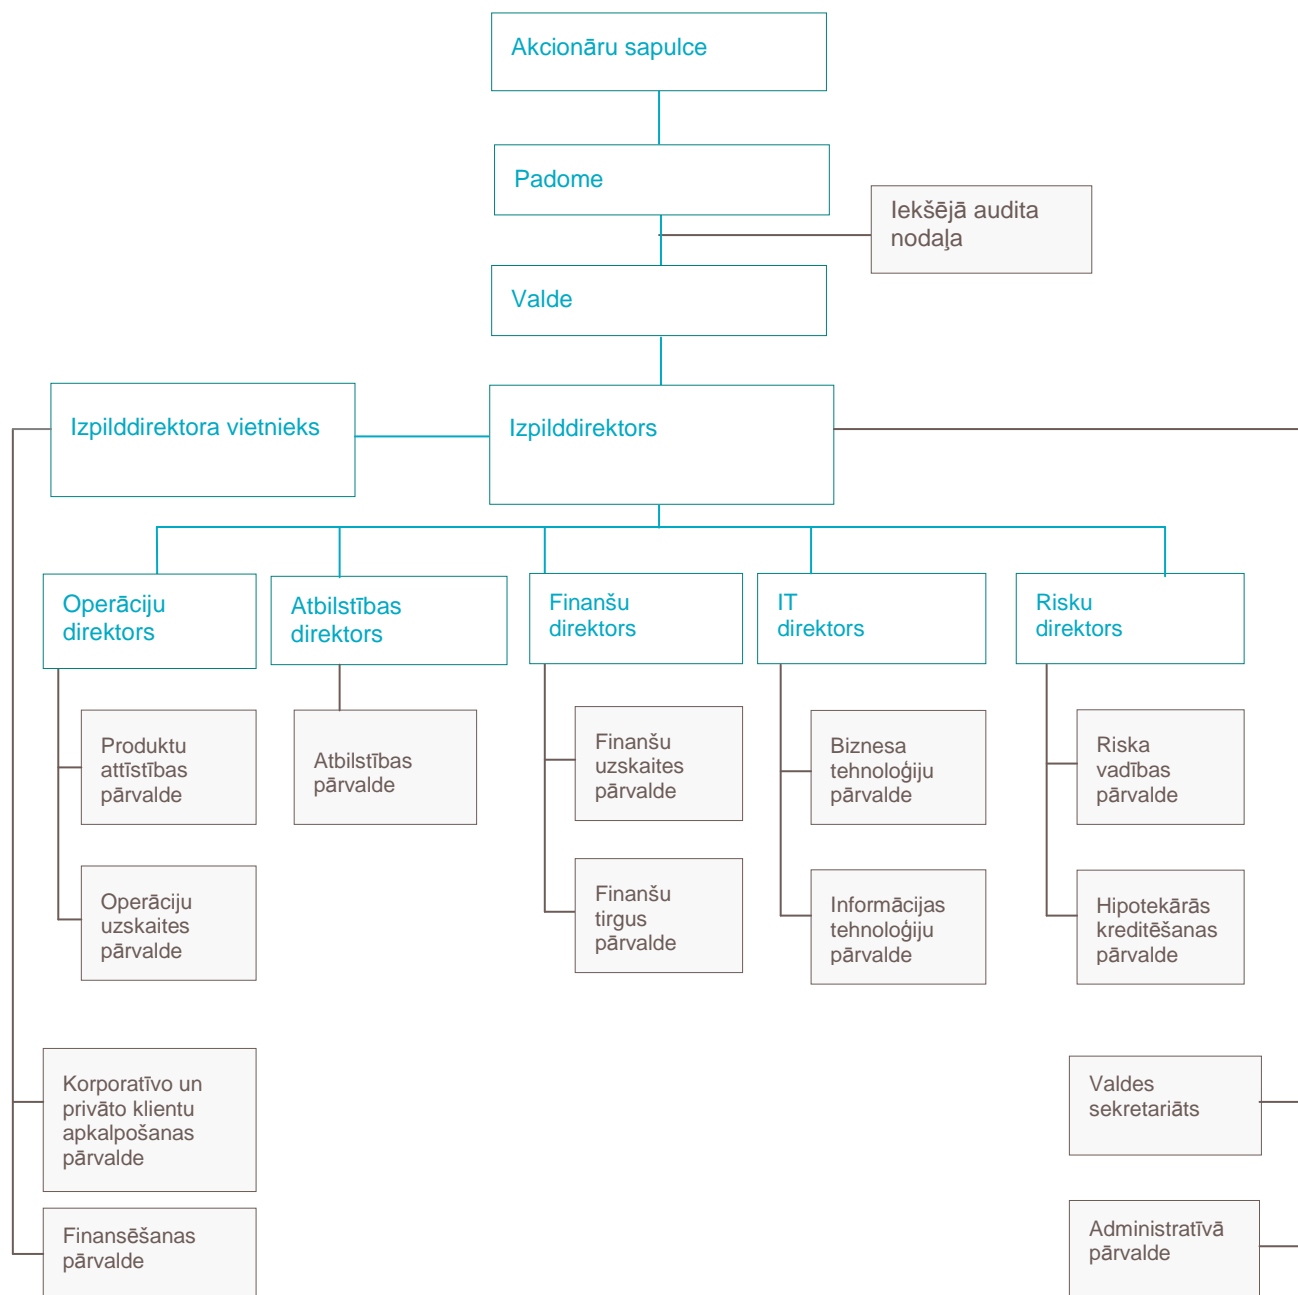 Akcionāru sapulce
Padome
Iekšējā audita
nodaļa
Valde
Izpilddirektora vietnieks
Izpilddirektors
Operāciju
direktors
Atbilstības
direktors
Finanšu
direktors
IT
direktors
Risku
direktors
Produktu
attīstības
pārvalde
Atbilstības
pārvalde
Finanšu
uzskaites
pārvalde
Biznesa
tehnoloģiju
pārvalde
Riska
vadības
pārvalde
Operāciju
uzskaites
pārvalde
Finanšu
tirgus
pārvalde
Informācijas
tehnoloģiju
pārvalde
Hipotekārās
kreditēšanas
pārvalde
Korporatīvo un
privāto klientu
apkalpošanas
pārvalde
Valdes
sekretariāts
Finansēšanas
pārvalde
Administratīvā
pārvalde